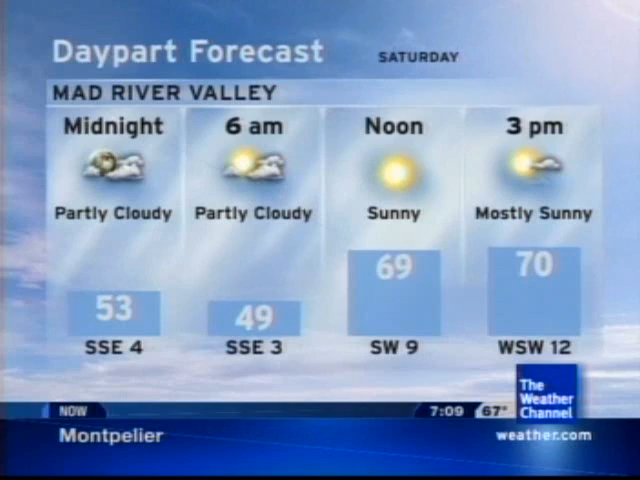 Daypart Forecast SATURDAY
MAD RIVER VALLEY
Midnight 6 am Noon 3 pm
Partly Cloudy Partly Cloudy Sunny Mostly Sunny
53 49 69 70
SSE 4 SSE 3 SW 9 WSW 12
The
Weather
Channel
NOW 7:09 67°
Montpelier weather.com